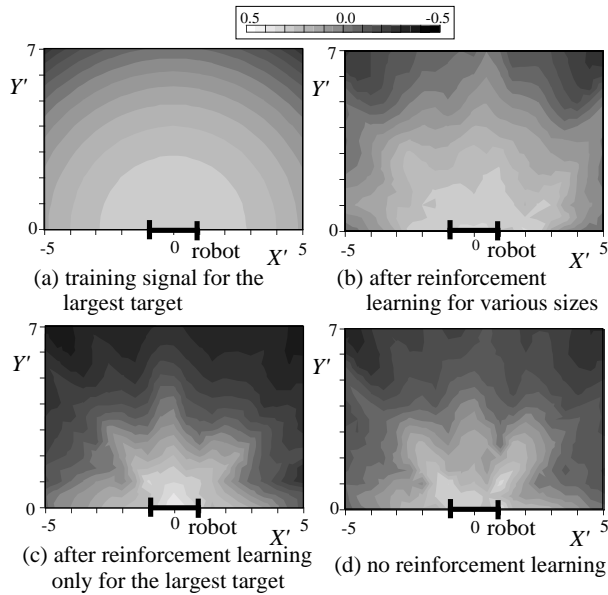 0.5 0.0 -0.5
7
Y'
0
-5 0 robot 5
X'
(a) training signal for the
largest target
7
Y'
0
-5 0 robot 5
X'
(b) after reinforcement
learning for various sizes
7
Y'
0
-5 0 robot 5
X'
(c) after reinforcement learning
only for the largest target
7
Y'
0
-5 0 robot 5
X'
(d) no reinforcement learning